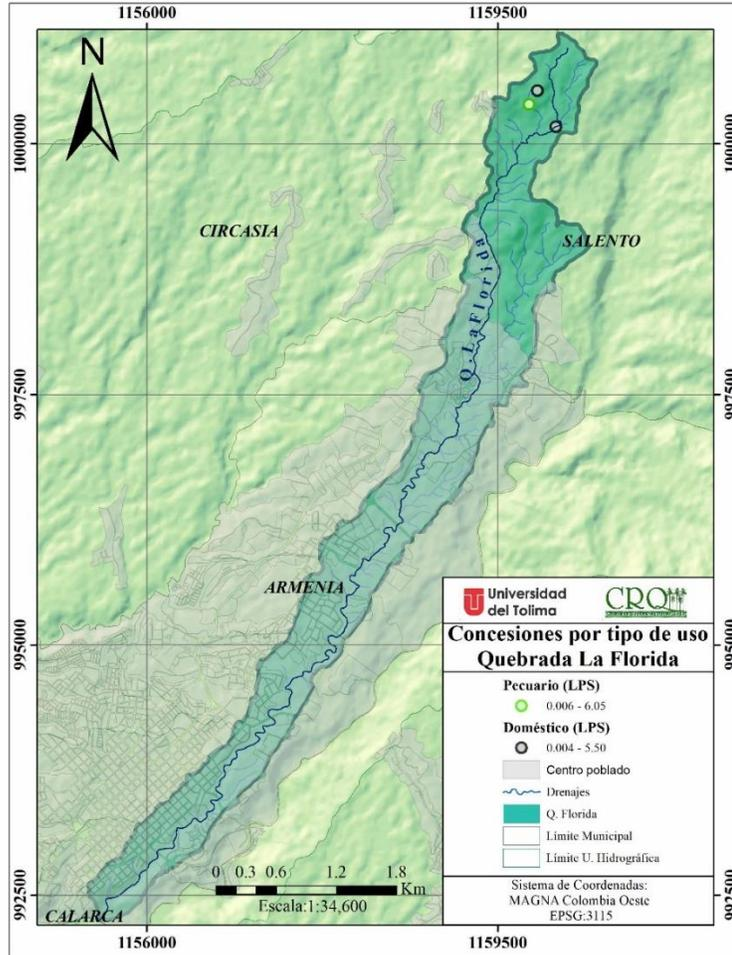 1156000 1159500
N
1000000 1000000
CIRCASIA
SALENTO
Q. La Florida
997500 997500
ARMENIA
Universidad
del Tolima
CRQ
Concesiones por tipo de uso
Quebrada La Florida
995000 995000
Pecuario (LPS)
0.006 - 6.05
Doméstico (LPS)
0.004 - 5.50
Centro poblado
Drenajes
Q. Florida
Límite Municipal
Límite U. Hidrográfica
0 0.3 0.6 1.2 1.8
Km
Escala:1:34,600
Sistema de Coordenadas:
MAGNA Colombia Oeste
EPSG:3115
992500 992500
CALARCA
1156000 1159500